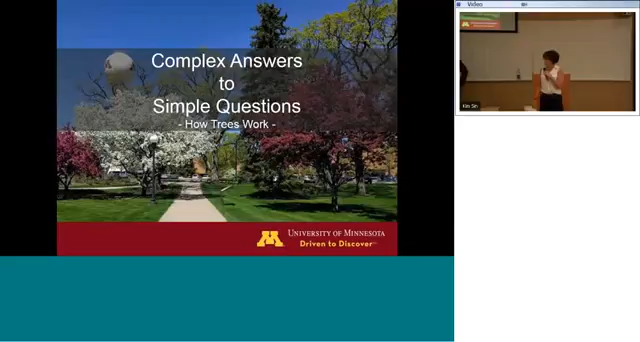 Complex Answers
to
Simple Questions
- How Trees Work -
UNIVERSITY OF MINNESOTA
Driven to Discover
Video
Kim Sin